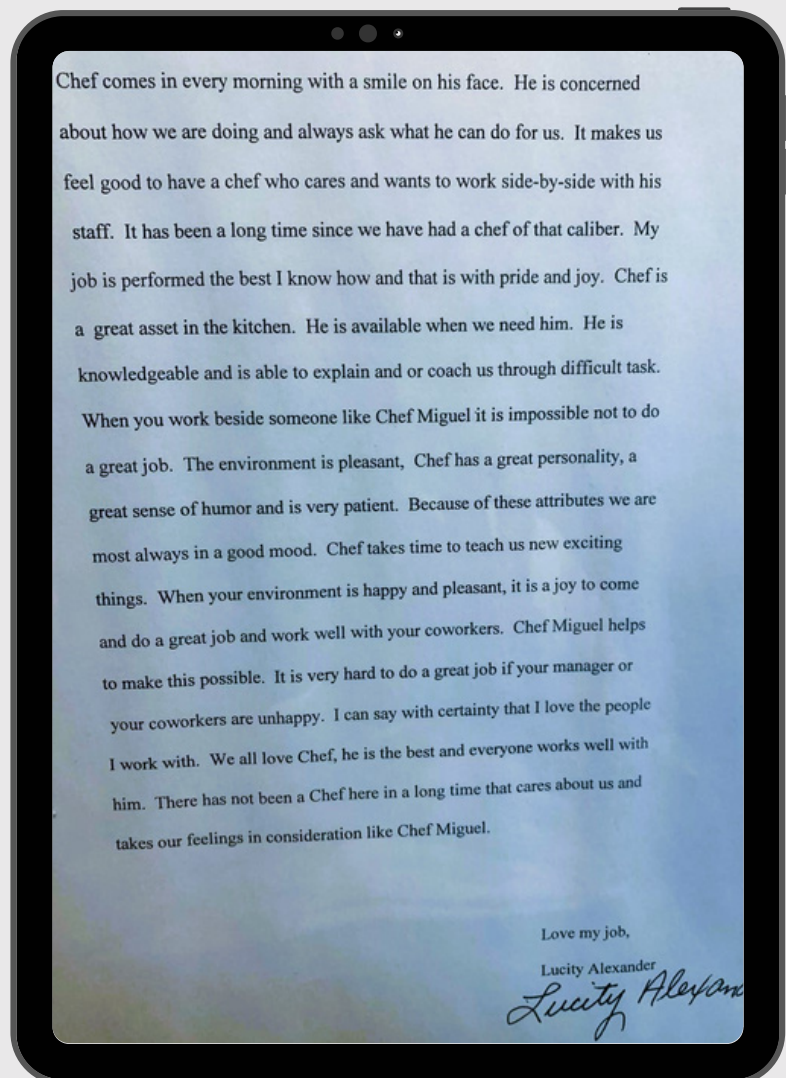 Chef comes in every morning with a smile on his face.  He is concerned
about how we are doing and always ask what he can do for us.  It makes us
feel good to have a chef who cares and wants to work side-by-side with his
staff.  It has been a long time since we have had a chef of that caliber.  My
job is performed the best I know how and that is with pride and joy.  Chef is
a  great asset in the kitchen.  He is available when we need him.  He is
knowledgeable and is able to explain and or coach us through difficult task.
When you work beside someone like Chef Miguel it is impossible not to do
a great job.  The environment is pleasant,  Chef has a great personality, a
great sense of humor and is very patient.  Because of these attributes we are
most always in a good mood.  Chef takes time to teach us new exciting
things.  When your environment is happy and pleasant, it is a joy to come
and do a great job and work well with your coworkers.  Chef Miguel helps
to make this possible.  It is very hard to do a great job if your manager or
your coworkers are unhappy.  I can say with certainty that I love the people
I work with.  We all love Chef, he is the best and everyone works well with
him.  There has not been a Chef here in a long time that cares about us and
takes our feelings in consideration like Chef Miguel.
Love my job,
Lucity Alexander
Lucity Alexan